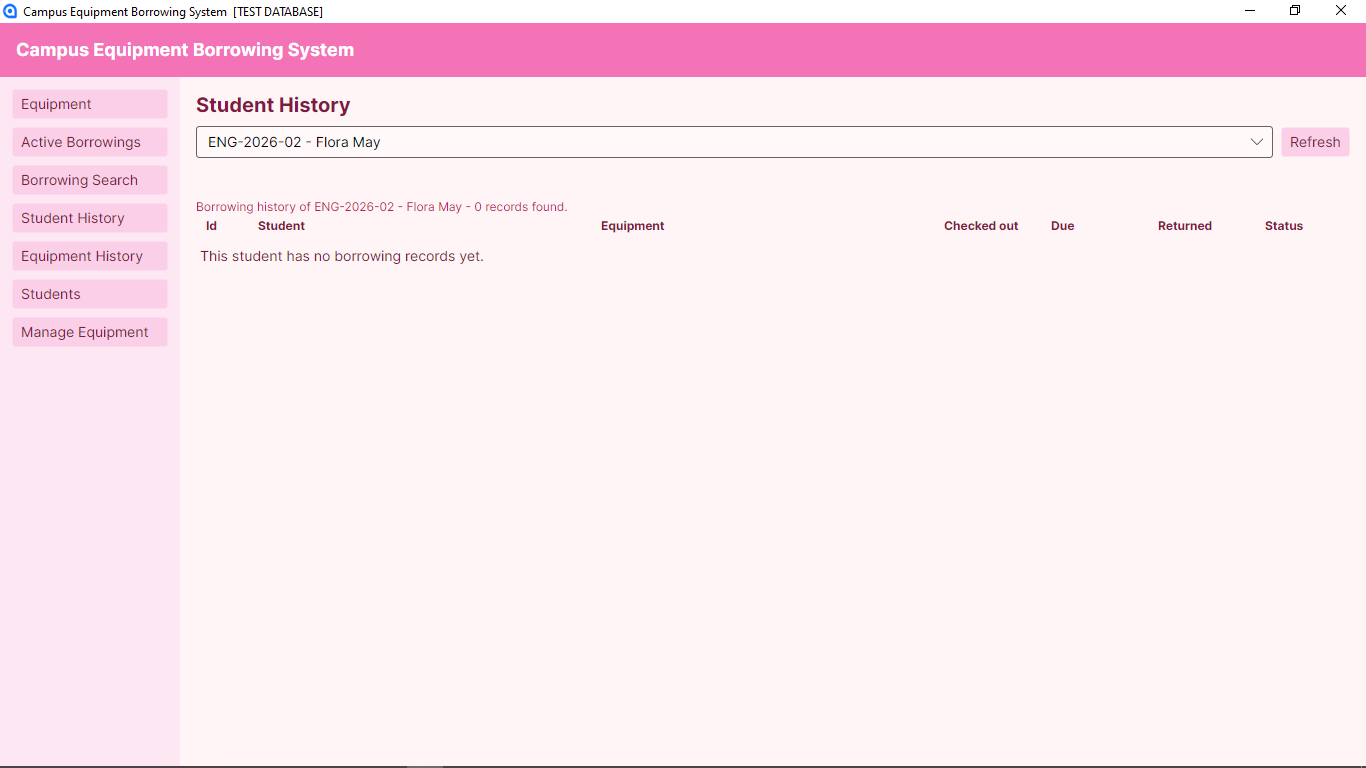 Campus Equipment Borrowing System [TEST DATABASE]
Campus Equipment Borrowing System
Equipment
Active Borrowings
Borrowing Search
Student History
Equipment History
Students
Manage Equipment
Student History
ENG-2026-02 - Flora May
Refresh
Borrowing history of ENG-2026-02 - Flora May - 0 records found.
Id Student Equipment Checked out Due Returned Status
This student has no borrowing records yet.